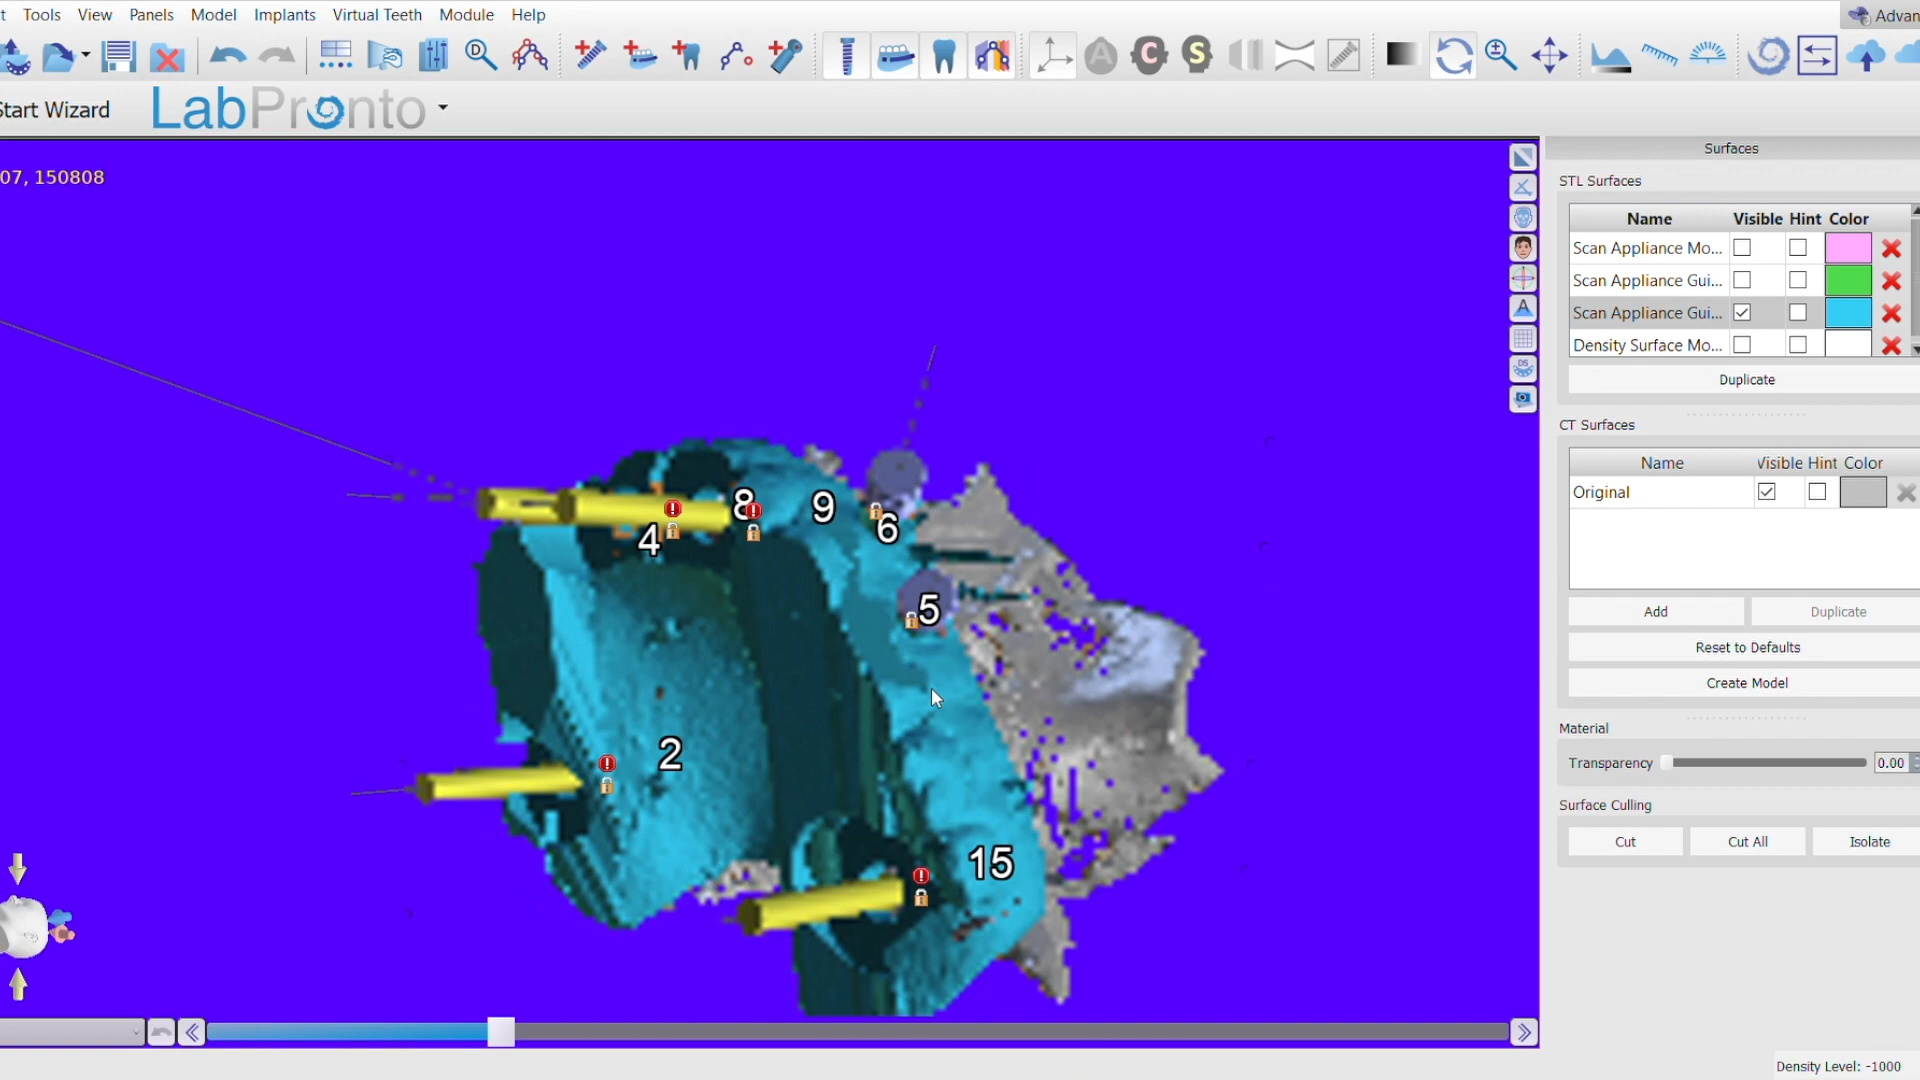 t Tools View Panels Model Implants Virtual Teeth Module Help
Advan
D A C S
Start Wizard LabPronto
07, 150808
Surfaces
STL Surfaces
Name Visible Hint Color
Scan Appliance Mo...
Scan Appliance Gui...
Scan Appliance Gui...
Density Surface Mo...
Duplicate
CT Surfaces
Name Visible Hint Color
Original
Add Duplicate
Reset to Defaults
Create Model
Material
Transparency 0.00
Surface Culling
Cut Cut All Isolate
A
DS
8 9 6
4
5
2
15
Density Level: -1000